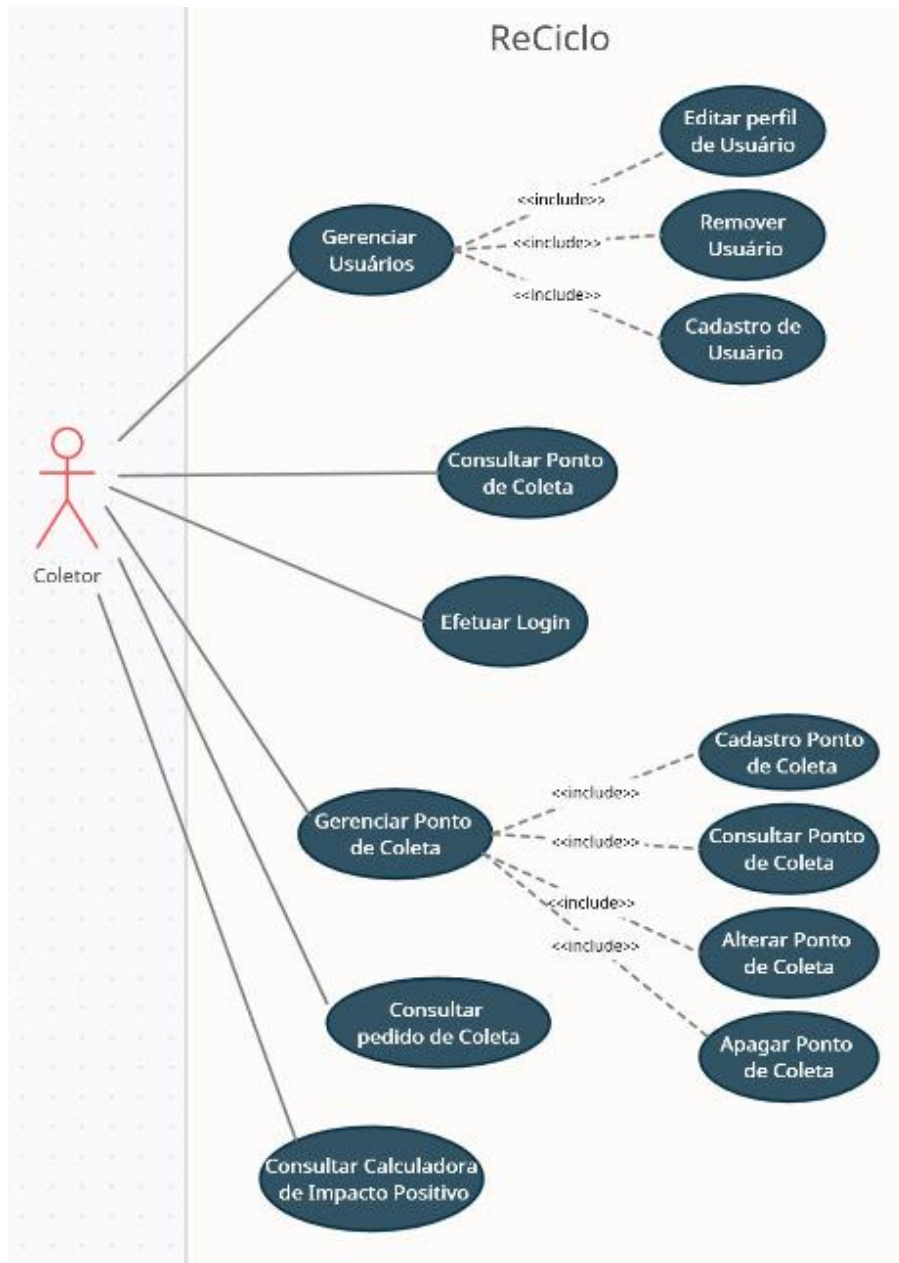 ReCiclo
Editar perfil
de Usuário
<<include>>
Remover
Usuário
Gerenciar
Usuários
<<include>>
<<include>>
Cadastro de
Usuário
Consultar Ponto
de Coleta
Coletor
Efetuar Login
Cadastro Ponto
de Coleta
<<include>>
Gerenciar Ponto
de Coleta
<<include>>
Consultar Ponto
de Coleta
<<include>>
<<include>>
Alterar Ponto
de Coleta
Consultar
pedido de Coleta
Apagar Ponto
de Coleta
Consultar Calculadora
de Impacto Positivo